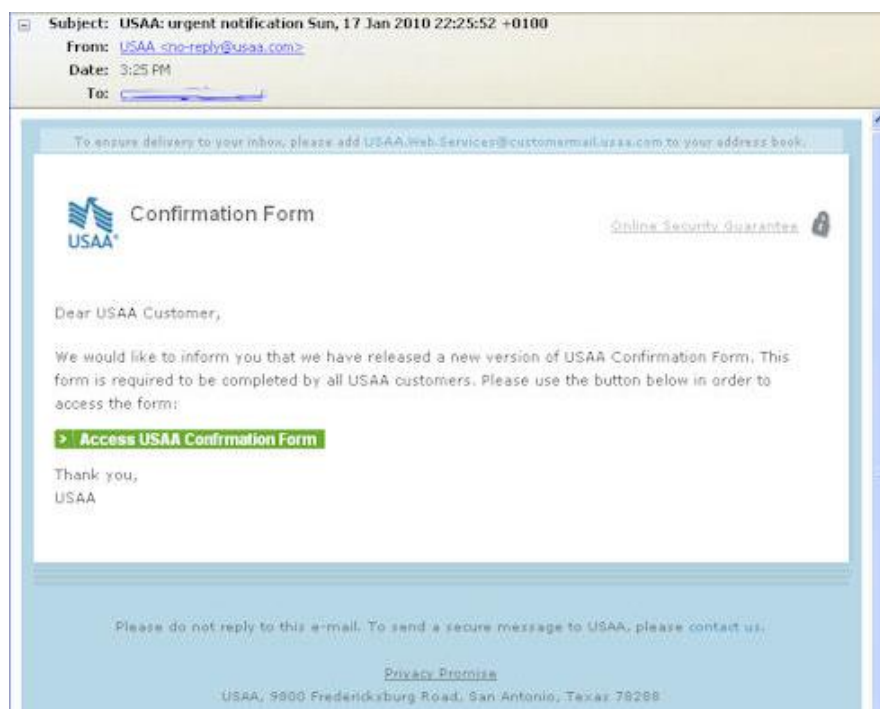 Subject: USAA: urgent notification Sun, 17 Jan 2010 22:25:52 +0100
From: USAA <no-reply@usaa.com>
Date: 3:25 PM
To:
To ensure delivery to your inbox, please add USAA.Web.Services@customermail.usaa.com to your address book.
Confirmation Form
Online Security Guarantee
USAA®
Dear USAA Customer,
We would like to inform you that we have released a new version of USAA Confirmation Form. This
form is required to be completed by all USAA customers. Please use the button below in order to
access the form:
> Access USAA Confrmation Form
Thank you,
USAA
Please do not reply to this e-mail. To send a secure message to USAA, please contact us.
Privacy Promise
USAA, 9800 Fredericksburg Road, San Antonio, Texas 78288